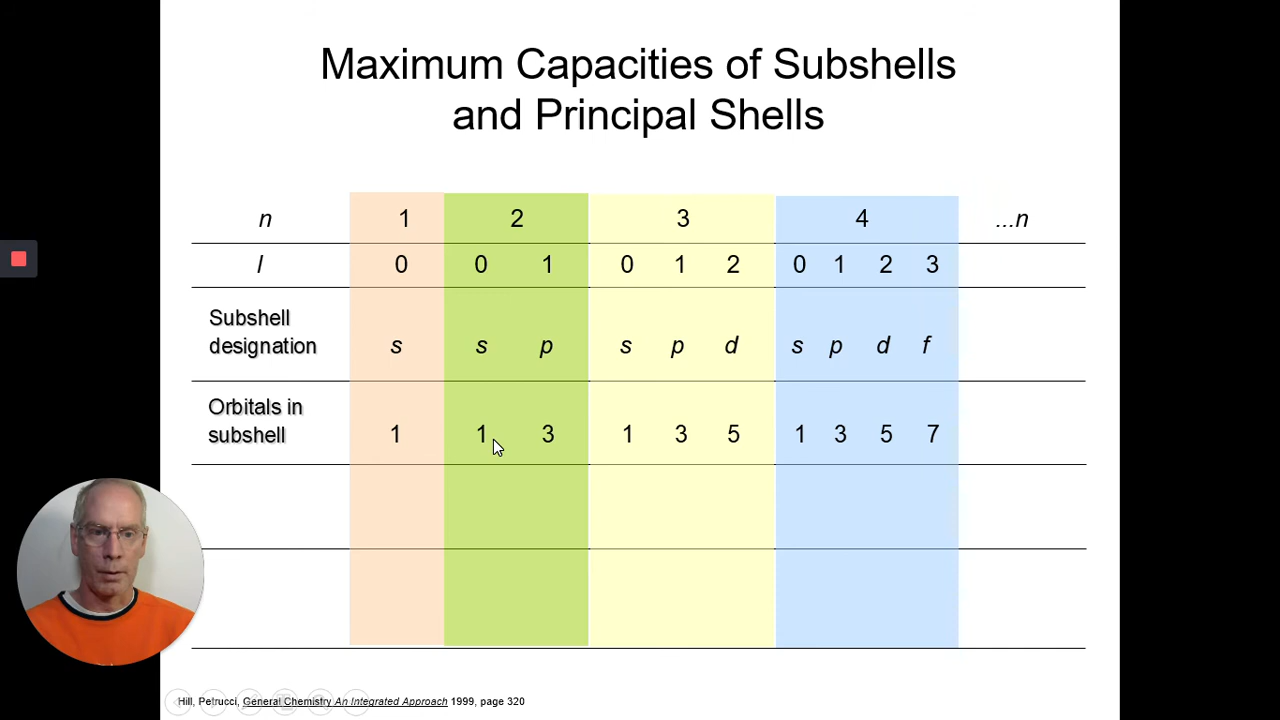 Maximum Capacities of Subshells
and Principal Shells
n 1 2 3 4 ...n
l 0 0 1 0 1 2 0 1 2 3
Subshell
designation s s p s p d s p d f
Orbitals in
subshell 1 1 3 1 3 5 1 3 5 7
Hill, Petrucci, General Chemistry An Integrated Approach 1999, page 320